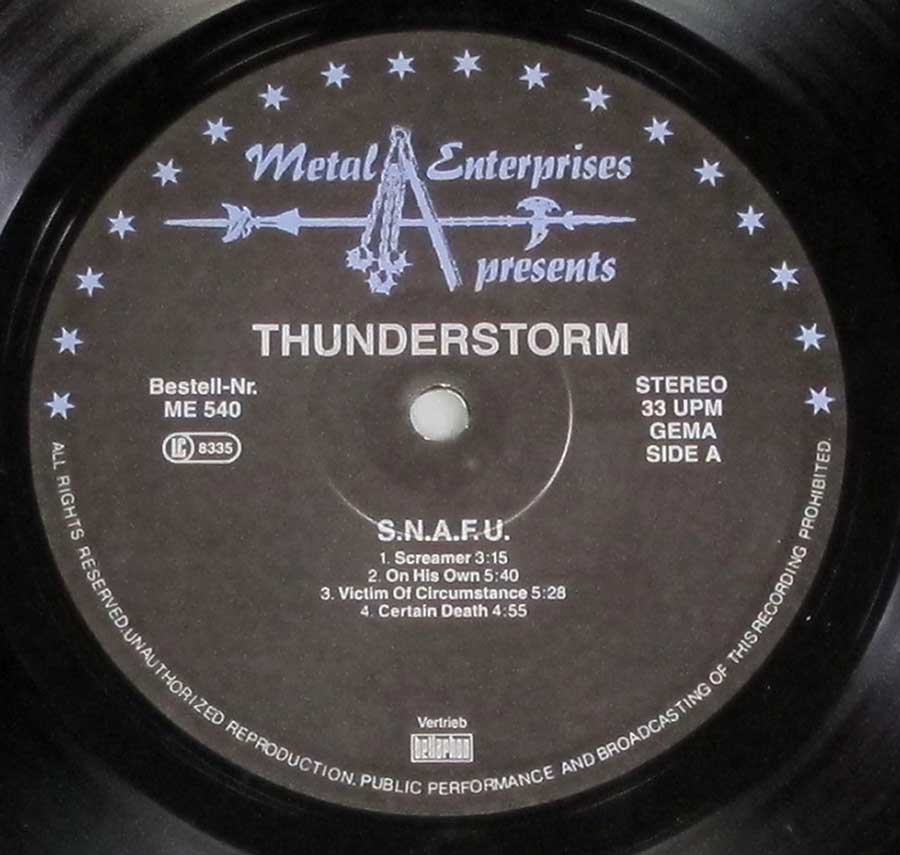 Metal Enterprises
presents
THUNDERSTORM
Bestell-Nr.
ME 540
LC 8335
STEREO
33 UPM
GEMA
SIDE A
S.N.A.F.U.
1. Screamer 3:15
2. On His Own 5:40
3. Victim Of Circumstance 5:28
4. Certain Death 4:55
Vertrieb
bellaphon
ALL RIGHTS RESERVED.UNAUTHORIZED REPRODUCTION. PUBLIC PERFORMANCE AND BROADCASTING OF THIS RECORDING PROHIBITED.